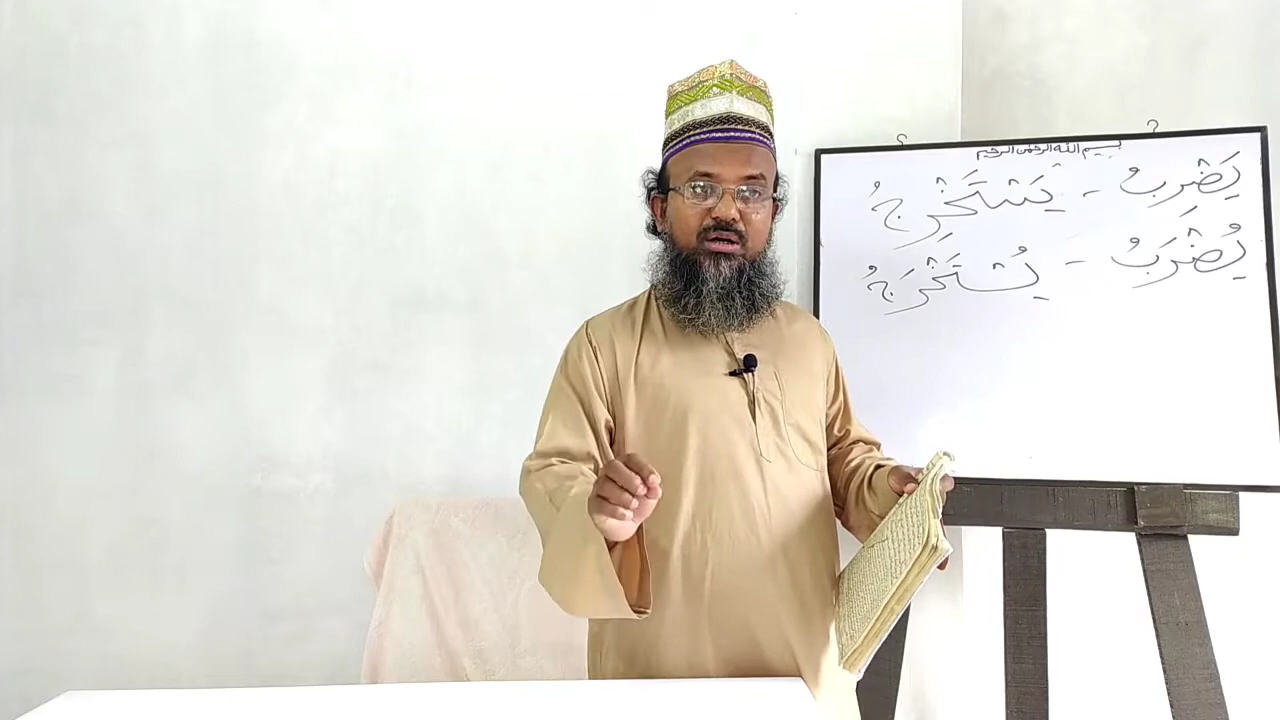 بسم الله الرحمن الرحيم
يَضْرِبُ - يَسْتَخْرِجُ
يُضْرَبُ - يُسْتَخْرَجُ